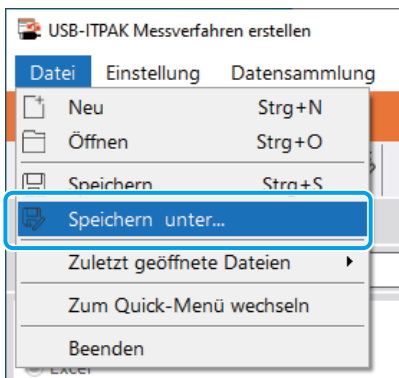 USB-ITPAK Messverfahren erstellen
Datei Einstellung Datensammlung
Neu Strg+N
Öffnen Strg+O
Speichern Strg+S
Speichern unter...
Zuletzt geöffnete Dateien
Zum Quick-Menü wechseln
Beenden
Excel